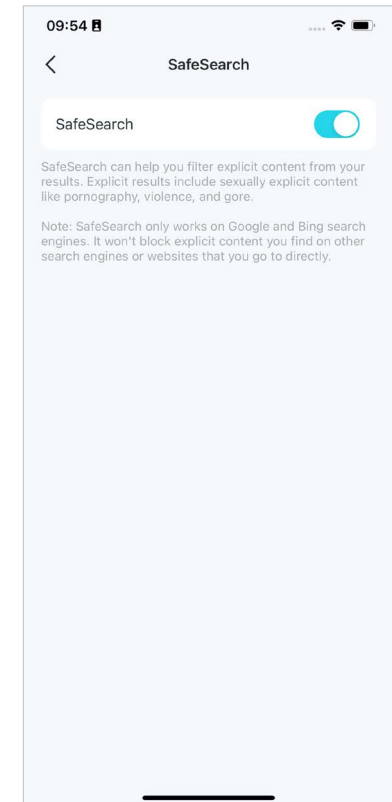 09:54
SafeSearch
SafeSearch
SafeSearch can help you filter explicit content from your
results. Explicit results include sexually explicit content
like pornography, violence, and gore.
Note: SafeSearch only works on Google and Bing search
engines. It won't block explicit content you find on other
search engines or websites that you go to directly.